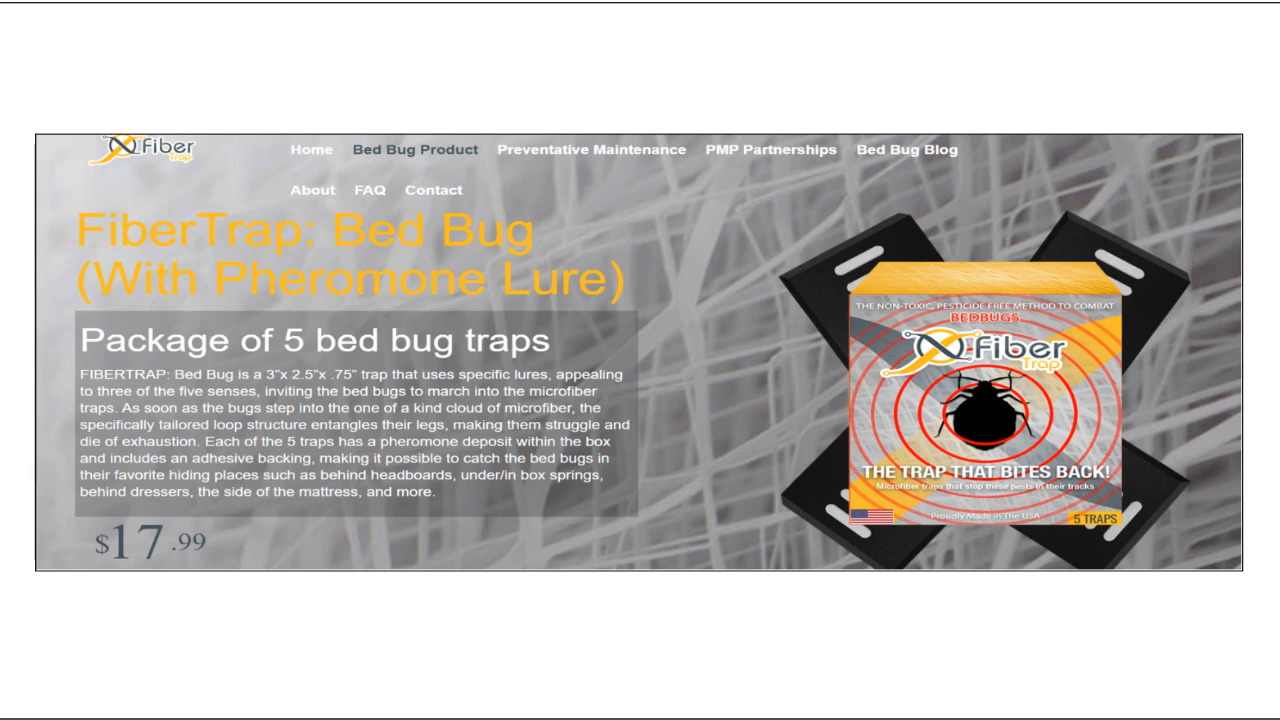 Fiber
Trap
Home Bed Bug Product Preventative Maintenance PMP Partnerships Bed Bug Blog
About FAQ Contact
FiberTrap: Bed Bug
(With Pheromone Lure)
Package of 5 bed bug traps
FIBERTRAP: Bed Bug is a 3"x 2.5"x .75" trap that uses specific lures, appealing
to three of the five senses, inviting the bed bugs to march into the microfiber
traps. As soon as the bugs step into the one of a kind cloud of microfiber, the
specifically tailored loop structure entangles their legs, making them struggle and
die of exhaustion. Each of the 5 traps has a pheromone deposit within the box
and includes an adhesive backing, making it possible to catch the bed bugs in
their favorite hiding places such as behind headboards, under/in box springs,
behind dressers, the side of the mattress, and more.
$17.99
THE NON-TOXIC, PESTICIDE FREE METHOD TO COMBAT
BEDBUGS
Fiber
Trap
THE TRAP THAT BITES BACK!
Microfiber traps that stop these pests in their tracks
Proudly Made in The USA
5 TRAPS